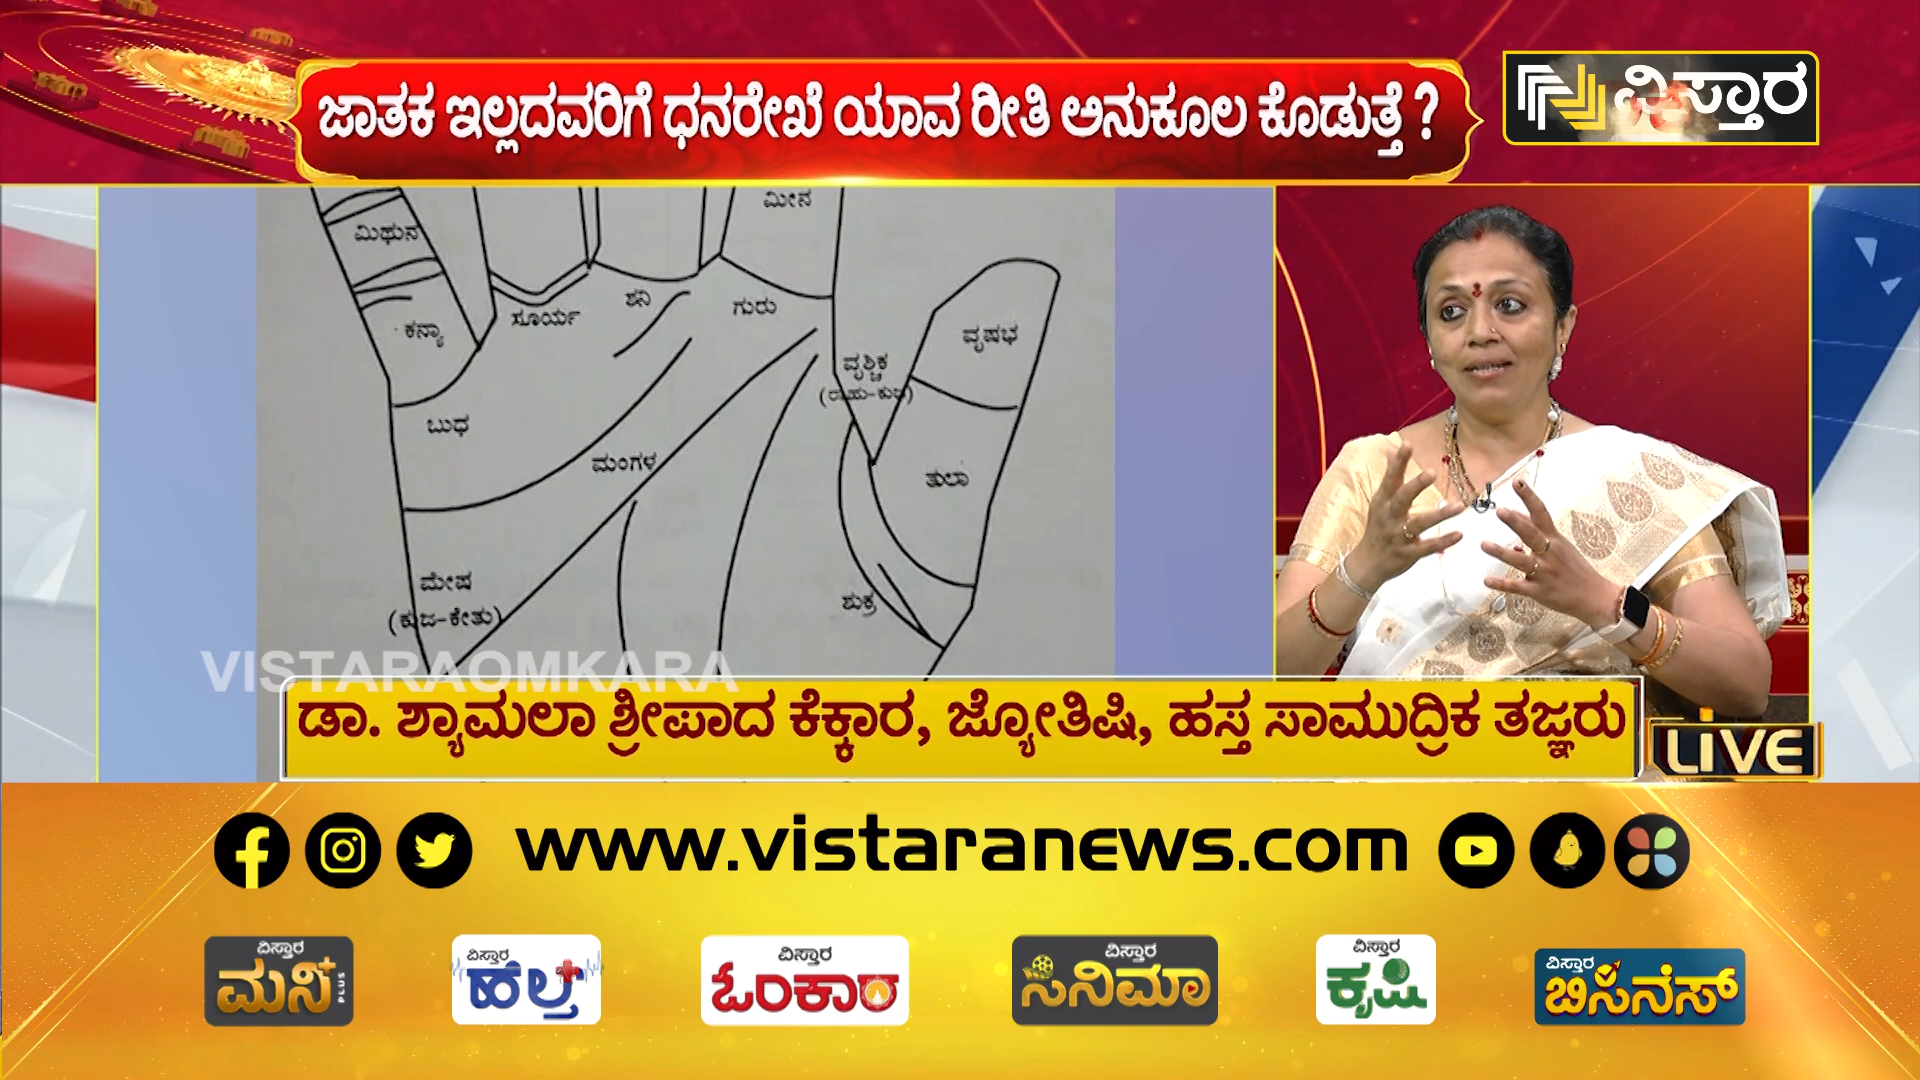 ಜಾತಕ ಇಲ್ಲದವರಿಗೆ ಧನರೇಖೆ ಯಾವ ರೀತಿ ಅನುಕೂಲ ಕೊಡುತ್ತೆ ?
ವಿಸ್ತಾರ
ಮೀನ
ಮಿಥುನ
ಶನಿ
ಗುರು
ಸೂರ್ಯ
ಕನ್ಯಾ
ವೃಷಭ
ವೃಶ್ಚಿಕ
(ರಾಹು-ಕುಜ)
ಬುಧ
ಮಂಗಳ
ತುಲಾ
ಮೇಷ
(ಕುಜ-ಕೇತು)
ಶುಕ್ರ
VISTARAOMKARA
ಡಾ. ಶ್ಯಾಮಲಾ ಶ್ರೀಪಾದ ಕೆಕ್ಕಾರ, ಜ್ಯೋತಿಷಿ, ಹಸ್ತ ಸಾಮುದ್ರಿಕ ತಜ್ಞರು
LIVE
www.vistaranews.com
ವಿಸ್ತಾರ
ಮನಿ PLUS
ವಿಸ್ತಾರ
ಹೆಲ್ತ್
ವಿಸ್ತಾರ
ಓಂಕಾರ
ವಿಸ್ತಾರ
ಸಿನಿಮಾ
ವಿಸ್ತಾರ
ಕೃಷಿ
ವಿಸ್ತಾರ
ಬಿಸಿನೆಸ್